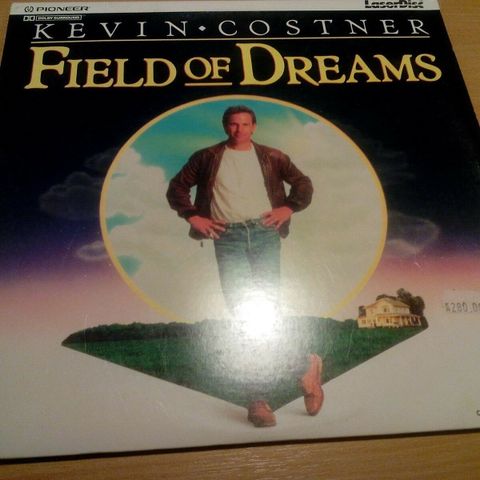 PIONEER
LaserDisc
DOLBY SURROUND
KEVIN · COSTNER
FIELD OF DREAMS